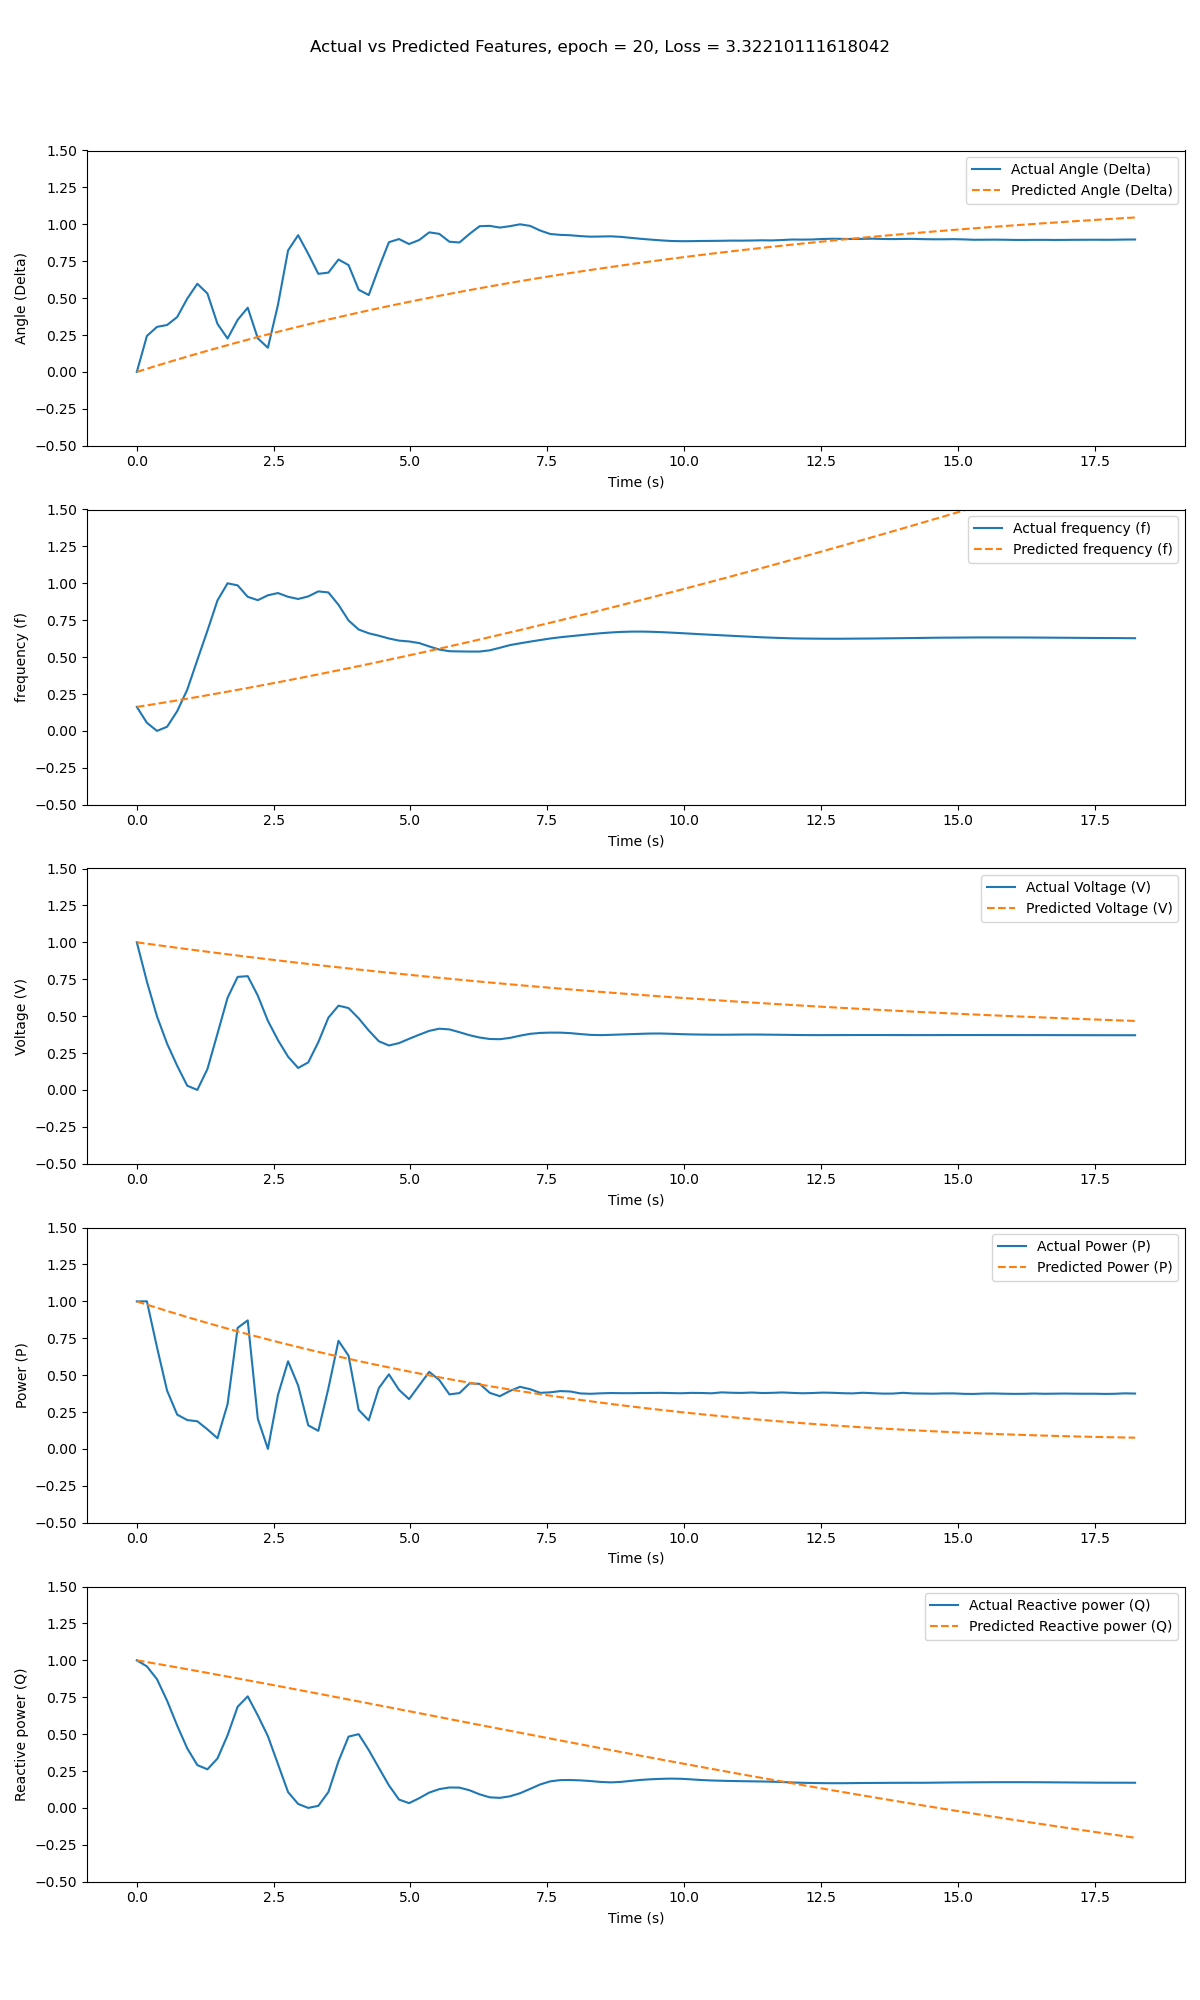 Actual vs Predicted Features, epoch = 20, Loss = 3.32210111618042
1.50
1.25
1.00
0.75
0.50
0.25
0.00
−0.25
−0.50
Angle (Delta)
Actual Angle (Delta)
Predicted Angle (Delta)
0.0 2.5 5.0 7.5 10.0 12.5 15.0 17.5
Time (s)
1.50
1.25
1.00
0.75
0.50
0.25
0.00
−0.25
−0.50
frequency (f)
Actual frequency (f)
Predicted frequency (f)
0.0 2.5 5.0 7.5 10.0 12.5 15.0 17.5
Time (s)
1.50
1.25
1.00
0.75
0.50
0.25
0.00
−0.25
−0.50
Voltage (V)
Actual Voltage (V)
Predicted Voltage (V)
0.0 2.5 5.0 7.5 10.0 12.5 15.0 17.5
Time (s)
1.50
1.25
1.00
0.75
0.50
0.25
0.00
−0.25
−0.50
Power (P)
Actual Power (P)
Predicted Power (P)
0.0 2.5 5.0 7.5 10.0 12.5 15.0 17.5
Time (s)
1.50
1.25
1.00
0.75
0.50
0.25
0.00
−0.25
−0.50
Reactive power (Q)
Actual Reactive power (Q)
Predicted Reactive power (Q)
0.0 2.5 5.0 7.5 10.0 12.5 15.0 17.5
Time (s)